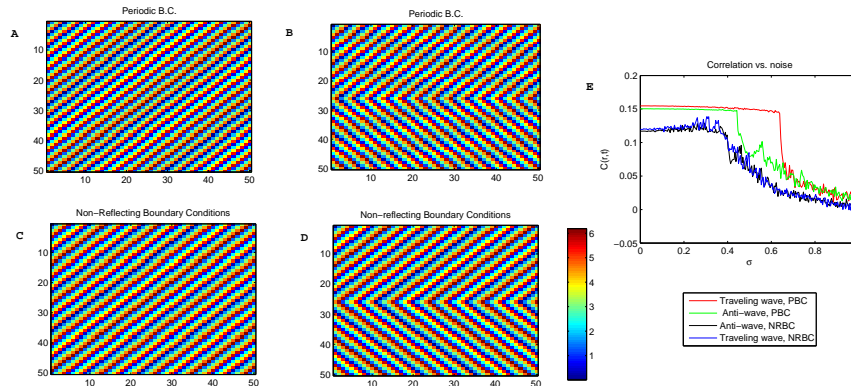 Periodic B.C.
A
10
20
30
40
50
10 20 30 40 50
Periodic B.C.
B
10
20
30
40
50
10 20 30 40 50
Non−Reflecting Boundary Conditions
C
10
20
30
40
50
10 20 30 40 50
Non−reflecting Boundary Conditions
D
10
20
30
40
50
10 20 30 40 50
6
5
4
3
2
1
Correlation vs. noise
E
0.2
0.15
0.1
0.05
0
−0.05
C(r,t)
0 0.2 0.4 0.6 0.8
σ
Traveling wave, PBC
Anti−wave, PBC
Anti−wave, NRBC
Traveling wave, NRBC